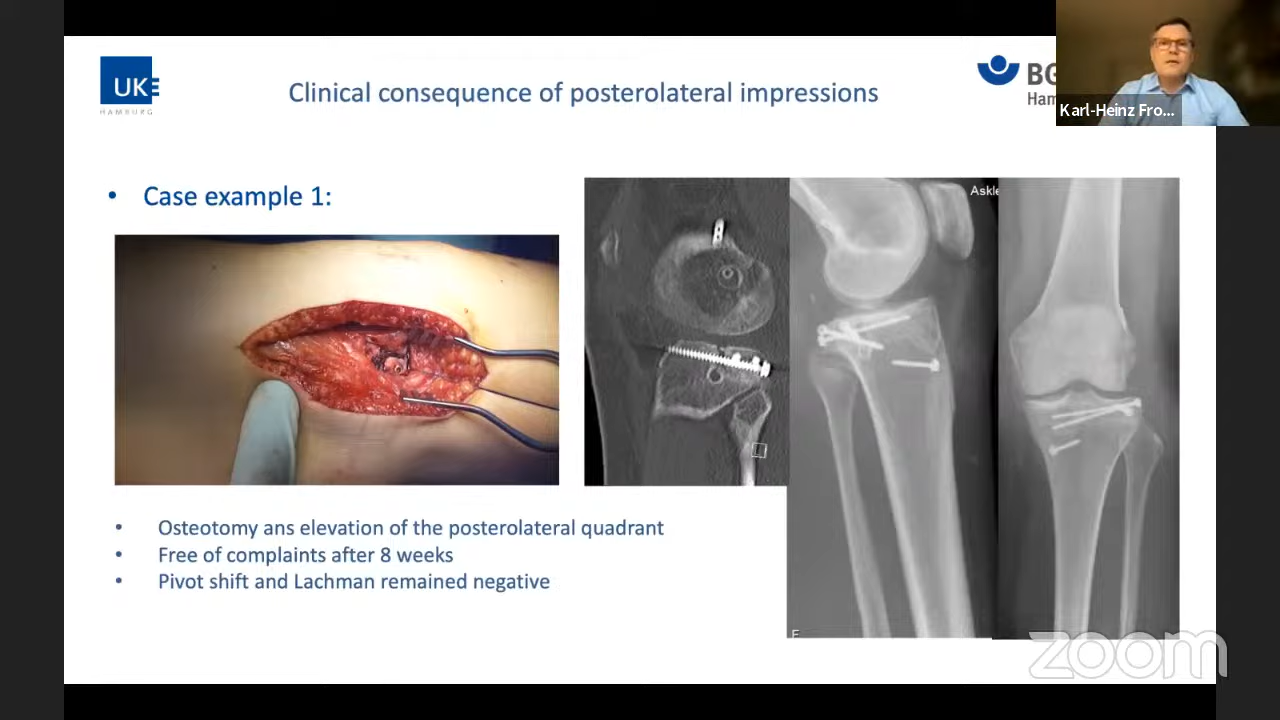 UKE
HAMBURG
Clinical consequence of posterolateral impressions
BG
Ham
Karl-Heinz Fro...
• Case example 1:
Askle
• Osteotomy ans elevation of the posterolateral quadrant
• Free of complaints after 8 weeks
• Pivot shift and Lachman remained negative
F
zoom